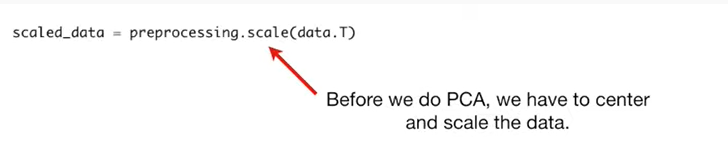 scaled_data = preprocessing.scale(data.T)
Before we do PCA, we have to center
and scale the data.